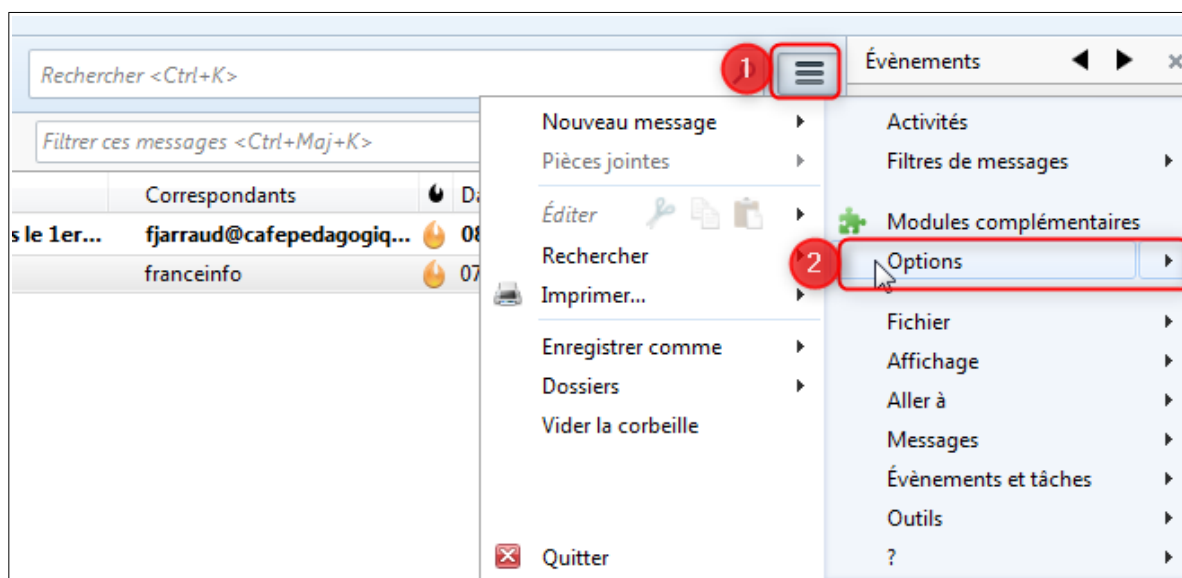 Rechercher <Ctrl+K>
1
Évènements
Filtrer ces messages <Ctrl+Maj+K>
Correspondants
s le 1er...
fjarraud@cafepedagogiq...
08
franceinfo
07
Nouveau message
Pièces jointes
Éditer
Rechercher
Imprimer...
Enregistrer comme
Dossiers
Vider la corbeille
Quitter
Activités
Filtres de messages
Modules complémentaires
2
Options
Fichier
Affichage
Aller à
Messages
Évènements et tâches
Outils
?